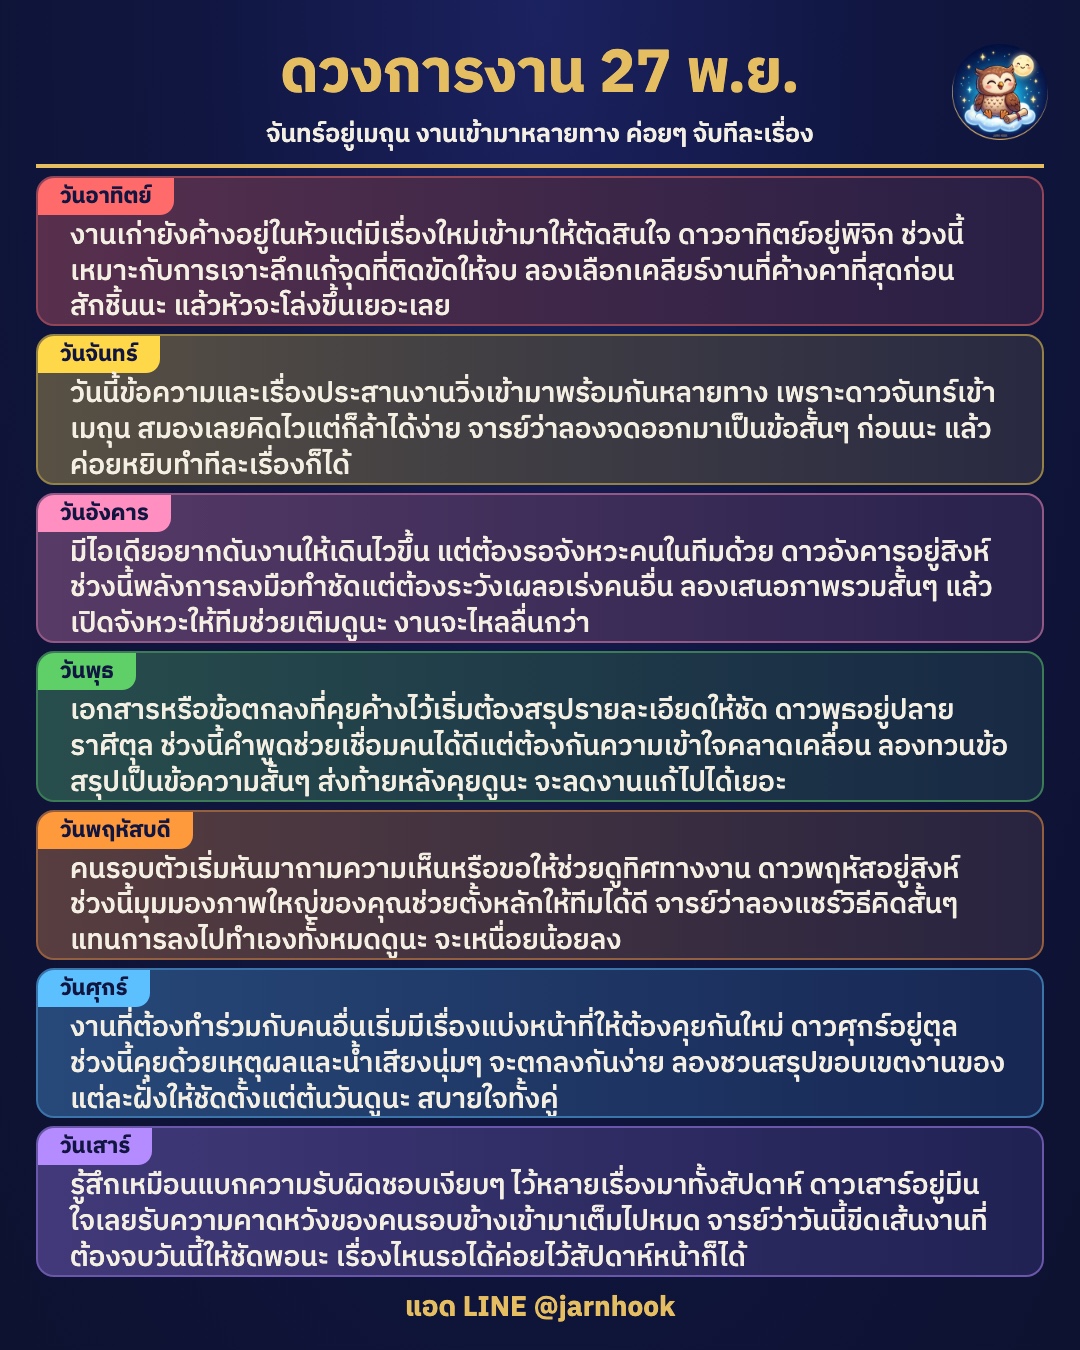 ดวงการงาน 27 พ.ย.
จันทร์อยู่เมถุน งานเข้ามาหลายทาง ค่อยๆ จับทีละเรื่อง
วันอาทิตย์
งานเก่ายังค้างอยู่ในหัวแต่มีเรื่องใหม่เข้ามาให้ตัดสินใจ ดาวอาทิตย์อยู่พิจิก ช่วงนี้
เหมาะกับการเจาะลึกแก้จุดที่ติดขัดให้จบ ลองเลือกเคลียร์งานที่ค้างคาที่สุดก่อน
สักชิ้นนะ แล้วหัวจะโล่งขึ้นเยอะเลย
วันจันทร์
วันนี้ข้อความและเรื่องประสานงานวิ่งเข้ามาพร้อมกันหลายทาง เพราะดาวจันทร์เข้า
เมถุน สมองเลยคิดไวแต่ก็ล้าได้ง่าย จารย์ว่าลองจดออกมาเป็นข้อสั้นๆ ก่อนนะ แล้ว
ค่อยหยิบทำทีละเรื่องก็ได้
วันอังคาร
มีไอเดียอยากดันงานให้เดินไวขึ้น แต่ต้องรอจังหวะคนในทีมด้วย ดาวอังคารอยู่สิงห์
ช่วงนี้พลังการลงมือทำชัดแต่ต้องระวังเผลอเร่งคนอื่น ลองเสนอภาพรวมสั้นๆ แล้ว
เปิดจังหวะให้ทีมช่วยเติมดูนะ งานจะไหลลื่นกว่า
วันพุธ
เอกสารหรือข้อตกลงที่คุยค้างไว้เริ่มต้องสรุปรายละเอียดให้ชัด ดาวพุธอยู่ปลาย
ราศีตุล ช่วงนี้คำพูดช่วยเชื่อมคนได้ดีแต่ต้องกันความเข้าใจคลาดเคลื่อน ลองทวนข้อ
สรุปเป็นข้อความสั้นๆ ส่งท้ายหลังคุยดูนะ จะลดงานแก้ไปได้เยอะ
วันพฤหัสบดี
คนรอบตัวเริ่มหันมาถามความเห็นหรือขอให้ช่วยดูทิศทางงาน ดาวพฤหัสอยู่สิงห์
ช่วงนี้มุมมองภาพใหญ่ของคุณช่วยตั้งหลักให้ทีมได้ดี จารย์ว่าลองแชร์วิธีคิดสั้นๆ
แทนการลงไปทำเองทั้งหมดดูนะ จะเหนื่อยน้อยลง
วันศุกร์
งานที่ต้องทำร่วมกับคนอื่นเริ่มมีเรื่องแบ่งหน้าที่ให้ต้องคุยกันใหม่ ดาวศุกร์อยู่ตุล
ช่วงนี้คุยด้วยเหตุผลและน้ำเสียงนุ่มๆ จะตกลงกันง่าย ลองชวนสรุปขอบเขตงานของ
แต่ละฝั่งให้ชัดตั้งแต่ต้นวันดูนะ สบายใจทั้งคู่
วันเสาร์
รู้สึกเหมือนแบกความรับผิดชอบเงียบๆ ไว้หลายเรื่องมาทั้งสัปดาห์ ดาวเสาร์อยู่มีน
ใจเลยรับความคาดหวังของคนรอบข้างเข้ามาเต็มไปหมด จารย์ว่าวันนี้ขีดเส้นงานที่
ต้องจบวันนี้ให้ชัดพอนะ เรื่องไหนรอได้ค่อยไว้สัปดาห์หน้าก็ได้
แอด LINE @jarnhook